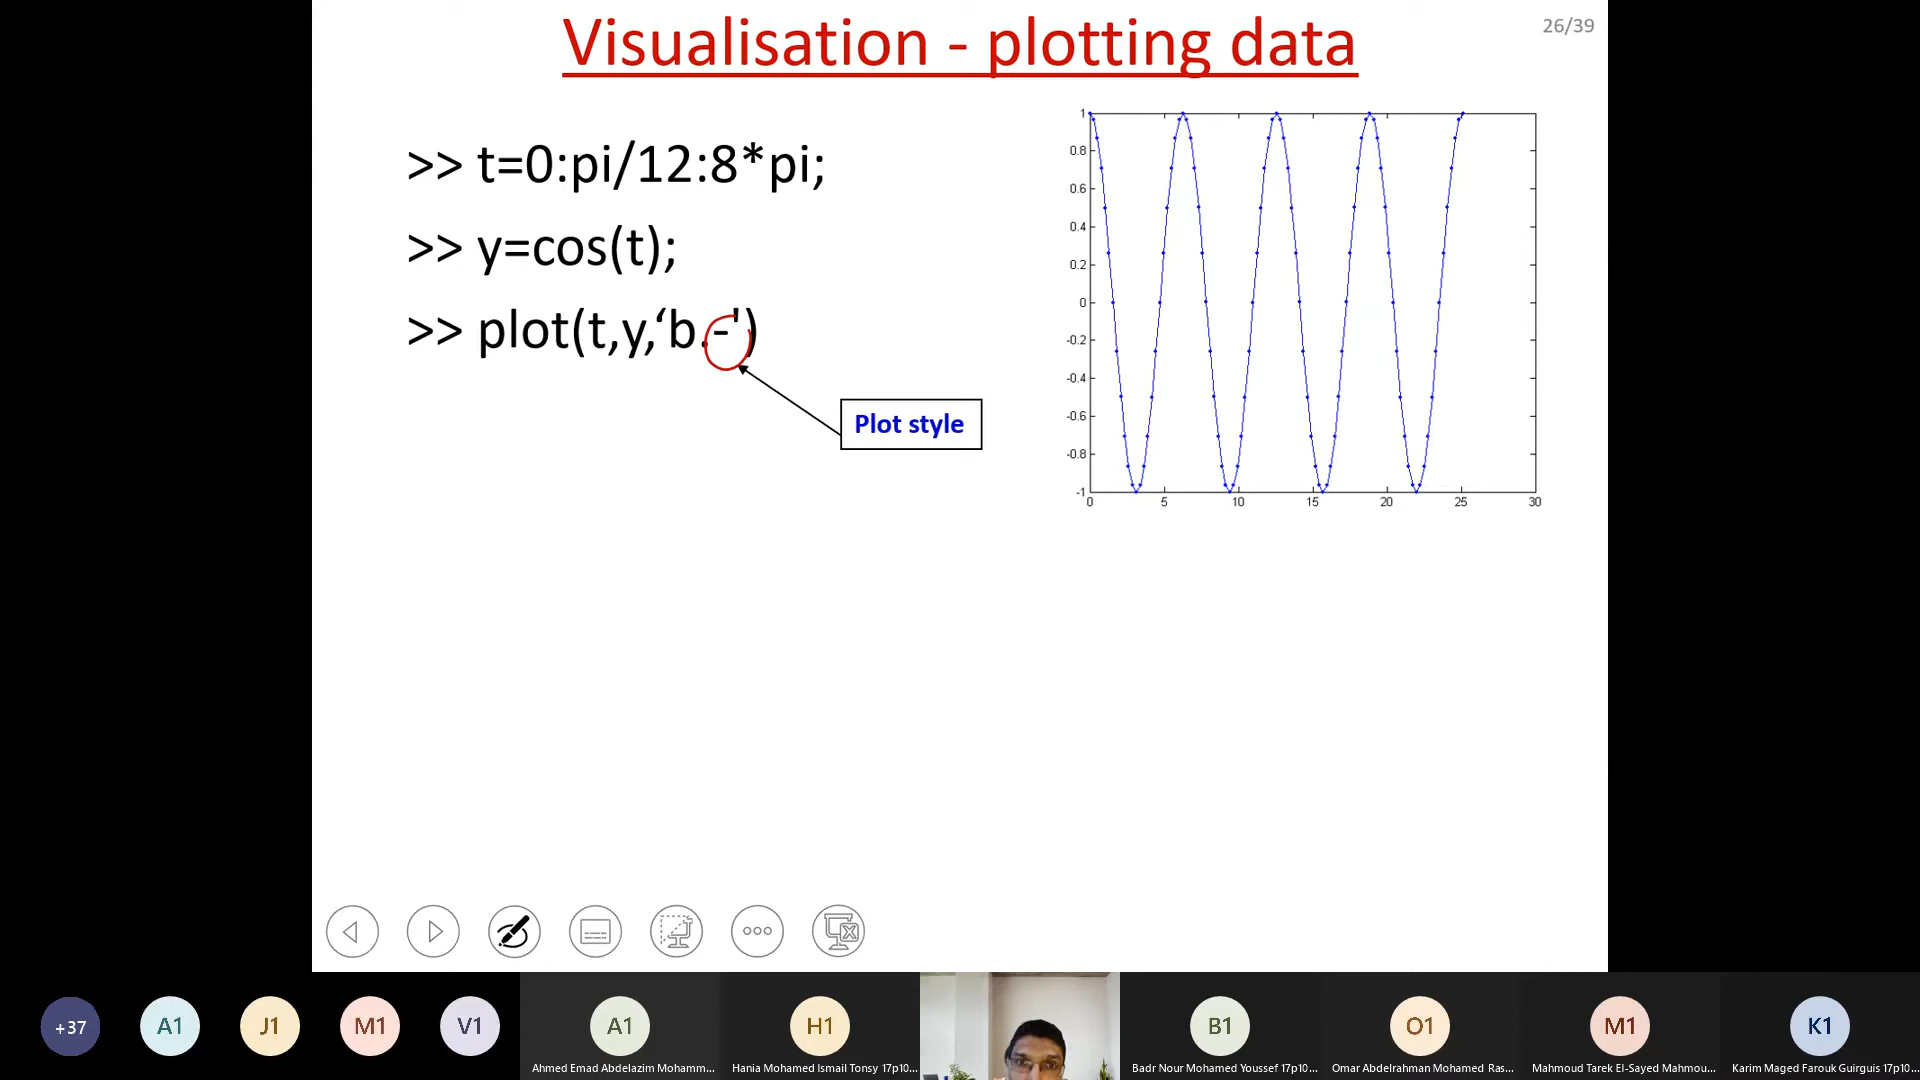 Visualisation - plotting data
26/39
>> t=0:pi/12:8*pi;
>> y=cos(t);
>> plot(t,y,‘b.-')
Plot style
1
0.8
0.6
0.4
0.2
0
-0.2
-0.4
-0.6
-0.8
-1
0 5 10 15 20 25 30
+37 A1 J1 M1 V1 A1 H1 B1 O1 M1 K1
Ahmed Emad Abdelazim Mohamm... Hania Mohamed Ismail Tonsy 17p10... Badr Nour Mohamed Youssef 17p10... Omar Abdelrahman Mohamed Ras... Mahmoud Tarek El-Sayed Mahmou... Karim Maged Farouk Guirguis 17p10...